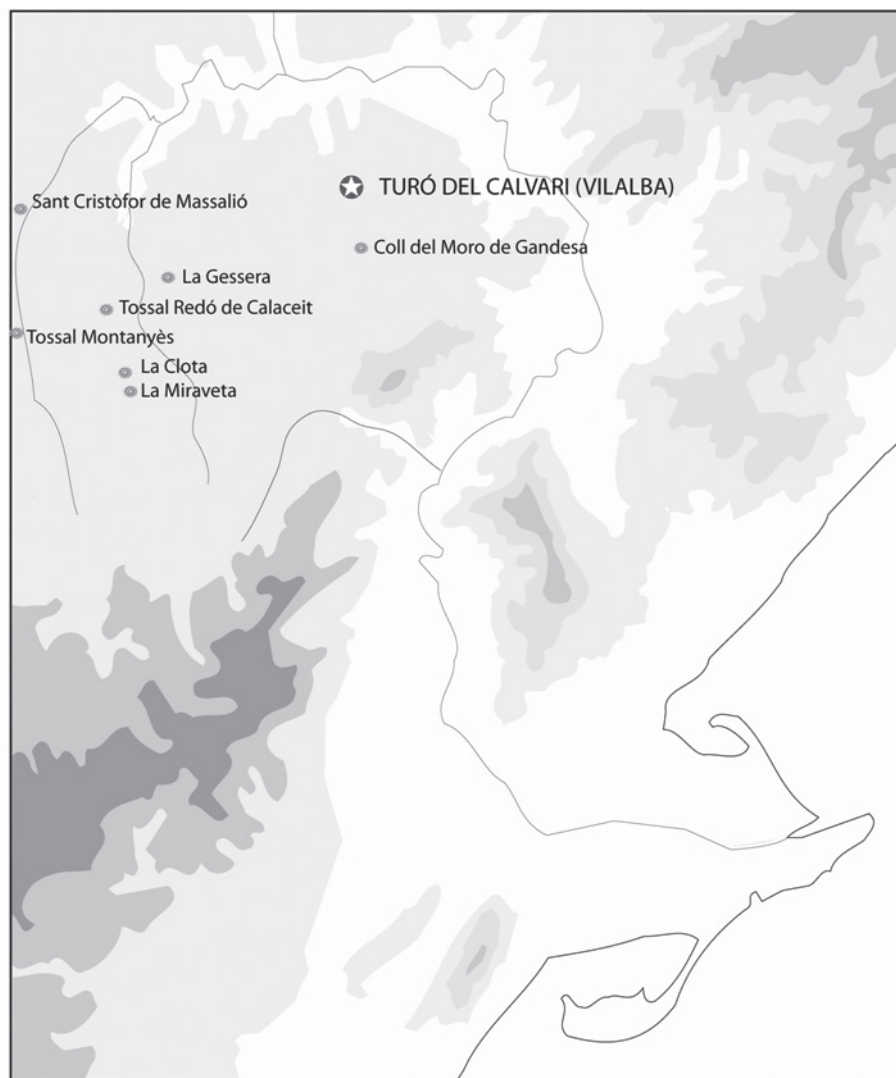 TURÓ DEL CALVARI (VILALBA)
Sant Cristòfor de Massalió
Coll del Moro de Gandesa
La Gessera
Tossal Redó de Calaceit
Tossal Montanyès
La Clota
La Miraveta